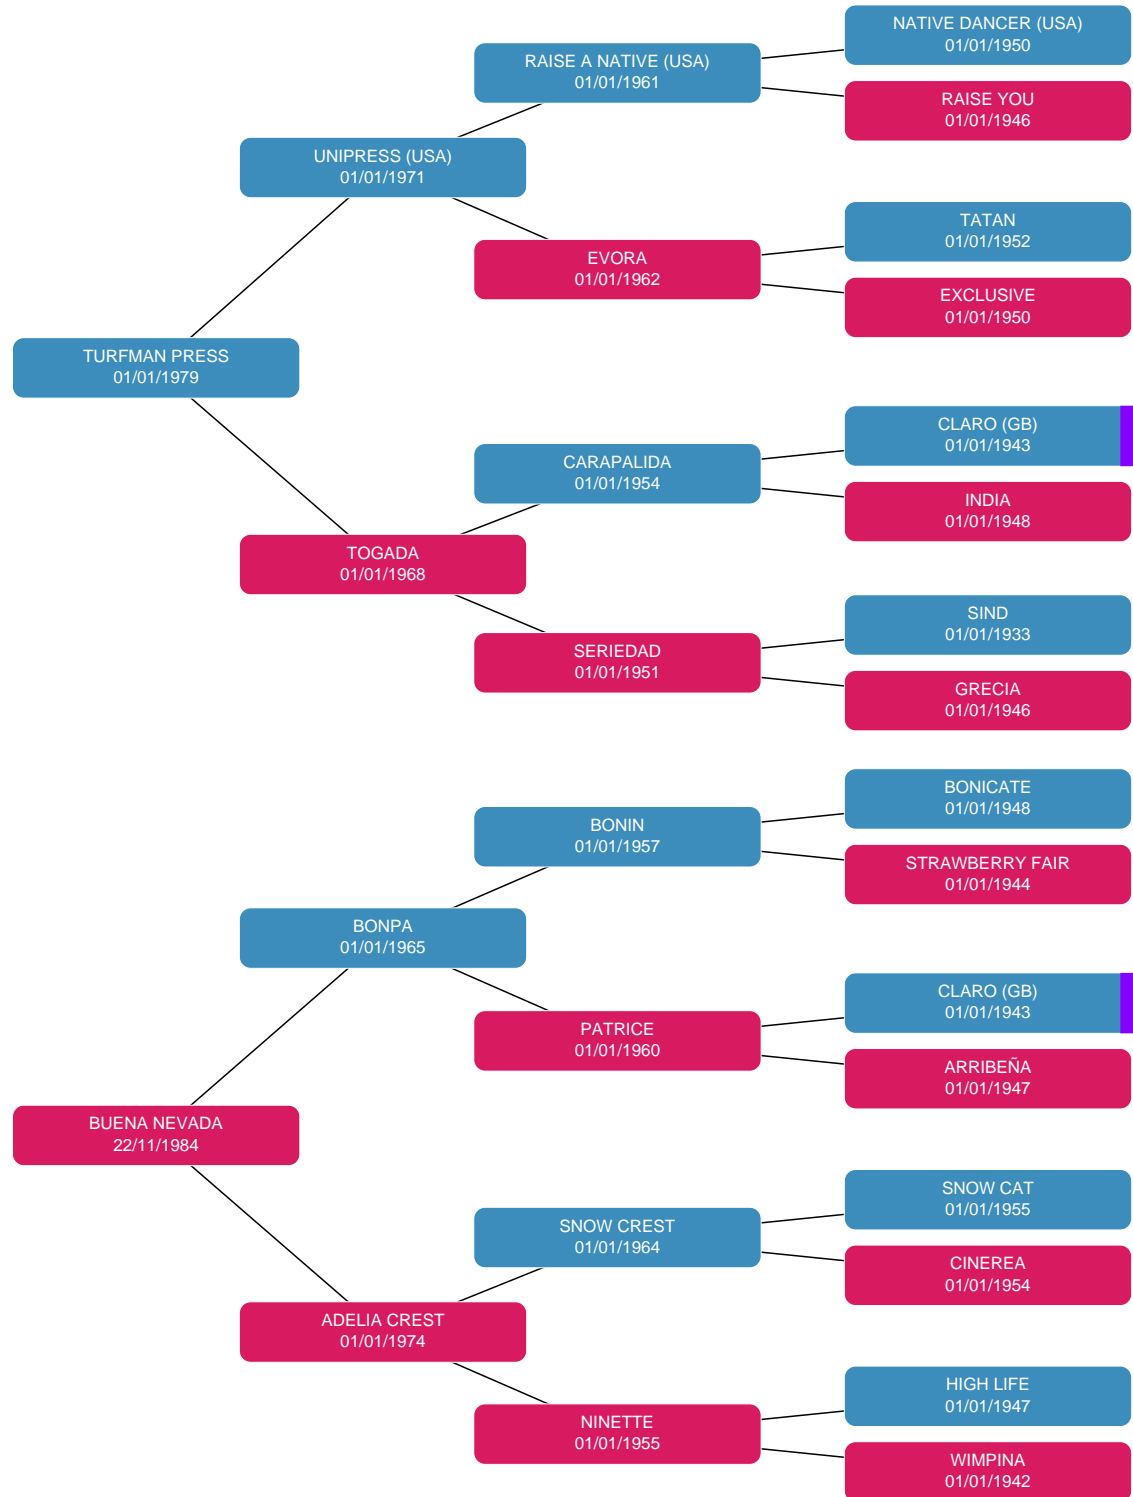 NATIVE DANCER (USA)
01/01/1950
RAISE A NATIVE (USA)
01/01/1961
RAISE YOU
01/01/1946
UNIPRESS (USA)
01/01/1971
TATAN
01/01/1952
EVORA
01/01/1962
EXCLUSIVE
01/01/1950
TURFMAN PRESS
01/01/1979
CLARO (GB)
01/01/1943
CARAPALIDA
01/01/1954
INDIA
01/01/1948
TOGADA
01/01/1968
SIND
01/01/1933
SERIEDAD
01/01/1951
GRECIA
01/01/1946
BONICATE
01/01/1948
BONIN
01/01/1957
STRAWBERRY FAIR
01/01/1944
BONPA
01/01/1965
CLARO (GB)
01/01/1943
PATRICE
01/01/1960
ARRIBEÑA
01/01/1947
BUENA NEVADA
22/11/1984
SNOW CAT
01/01/1955
SNOW CREST
01/01/1964
CINEREA
01/01/1954
ADELIA CREST
01/01/1974
HIGH LIFE
01/01/1947
NINETTE
01/01/1955
WIMPINA
01/01/1942